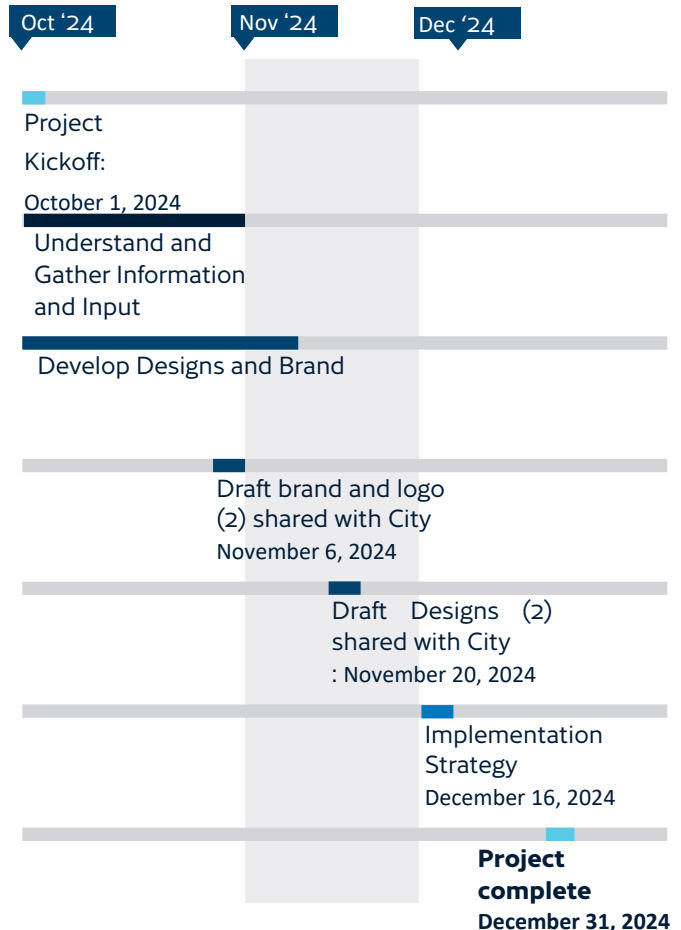 Oct ‘24
Nov ‘24
Dec ‘24
Project
Kickoff:
October 1, 2024
Understand and
Gather Information
and Input
Develop Designs and Brand
Draft brand and logo
(2) shared with City
November 6, 2024
Draft Designs (2)
shared with City
: November 20, 2024
Implementation
Strategy
December 16, 2024
Project
complete
December 31, 2024